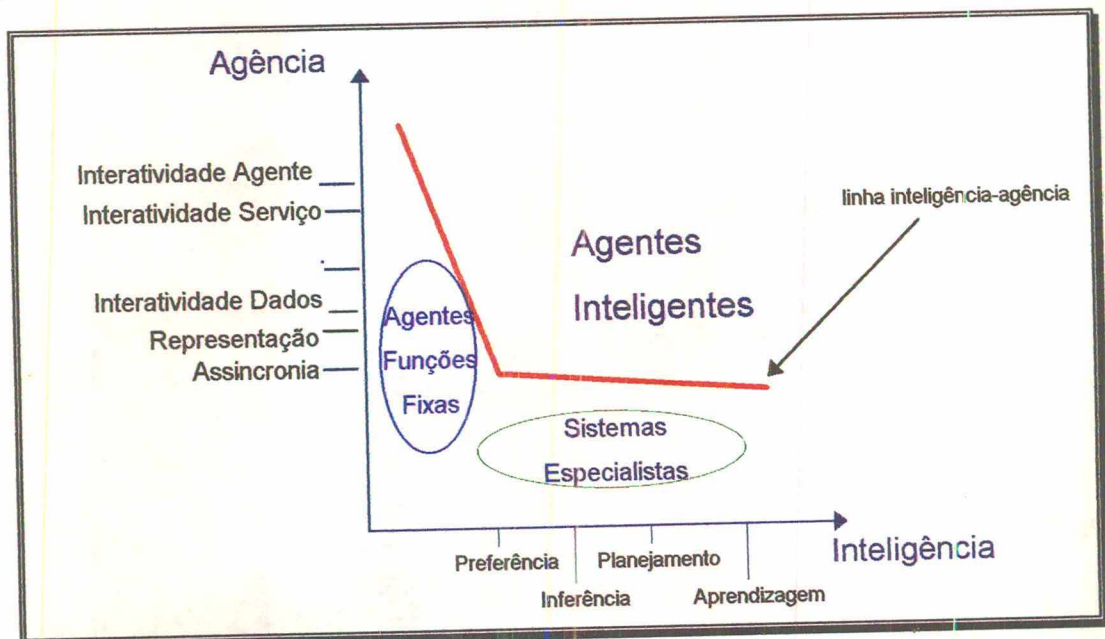 Agência
Interatividade Agente
Interatividade Serviço
Interatividade Dados
Representação
Assincronia
linha inteligência-agência
Agentes
Inteligentes
Agentes
Funções
Fixas
Sistemas
Especialistas
Preferência
Planejamento
Inferência
Aprendizagem
Inteligência